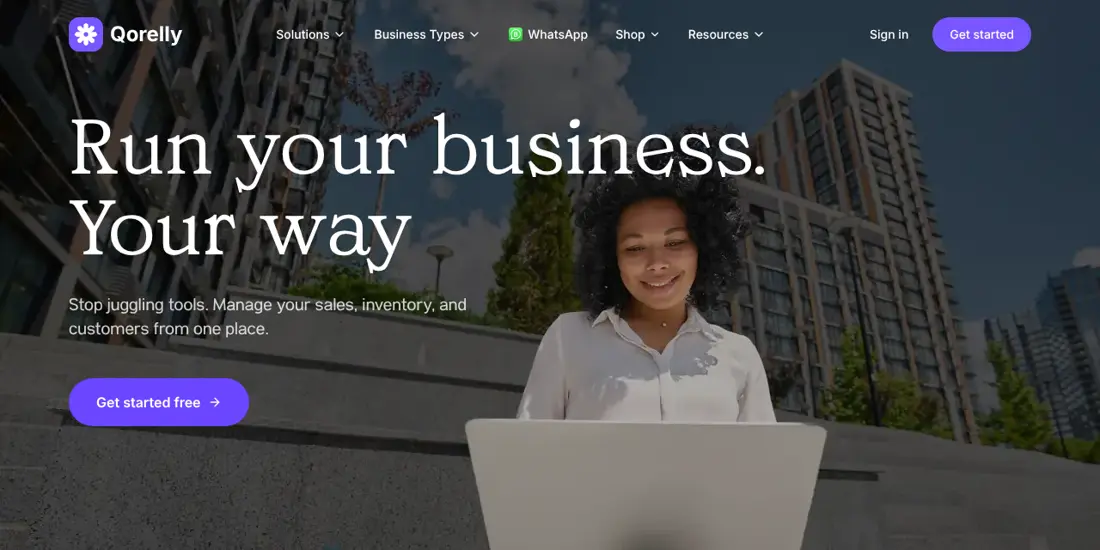 Qorelly
Solutions
Business Types
WhatsApp
Shop
Resources
Sign in
Get started
Run your business.
Your way
Stop juggling tools. Manage your sales, inventory, and
customers from one place.
Get started free →